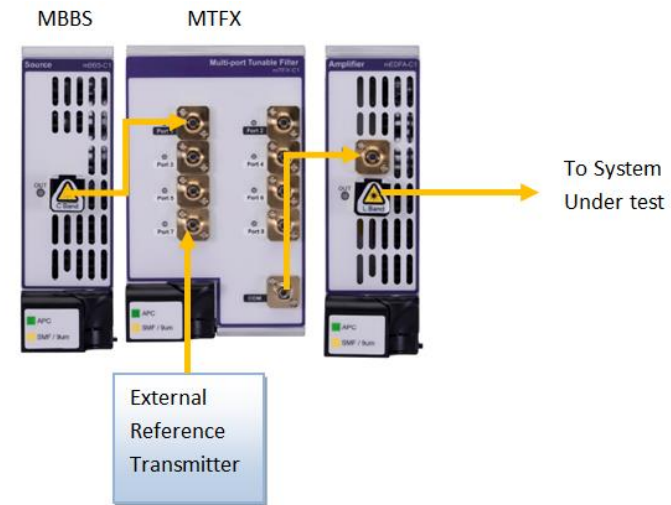 MBBS
MTFX
Source
mBBS-C1
Multi-port Tunable Filter
mTFX-C1
Amplifier
mEDFA-C1
Port 2
Port 3
Port 4
Port 5
Port 6
Port 7
Port 8
OUT
C Band
OUT
L Band
COM
To System
Under test
APC
SMF / 9um
APC
SMF / 9um
APC
SMF / 9um
External
Reference
Transmitter